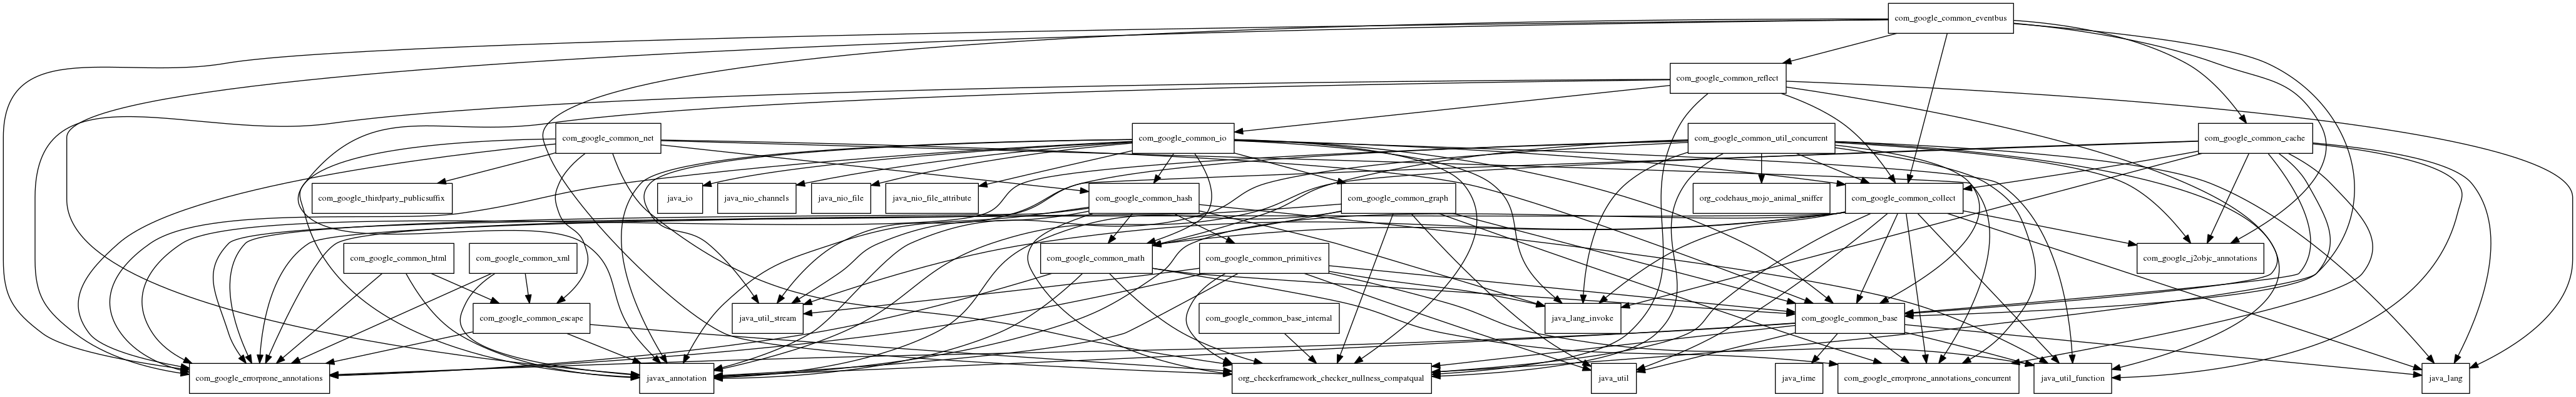 com_google_common_eventbus
com_google_common_reflect
com_google_common_net
com_google_common_io
com_google_common_util_concurrent
com_google_common_cache
com_google_thirdparty_publicsuffix
java_io
java_nio_channels
java_nio_file
java_nio_file_attribute
com_google_common_hash
com_google_common_graph
org_codehaus_mojo_animal_sniffer
com_google_common_collect
com_google_common_html
com_google_common_xml
com_google_common_math
com_google_common_primitives
com_google_j2objc_annotations
com_google_common_escape
java_util_stream
com_google_common_base_internal
java_lang_invoke
com_google_common_base
com_google_errorprone_annotations
javax_annotation
org_checkerframework_checker_nullness_compatqual
java_util
java_time
com_google_errorprone_annotations_concurrent
java_util_function
java_lang